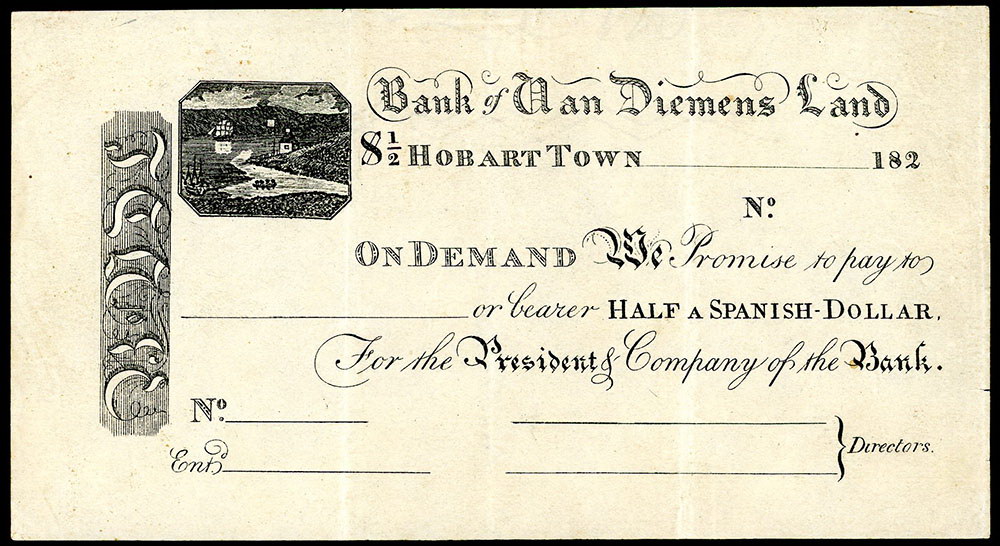 Bank of Van Diemens Land
$½ HOBART TOWN 182
No.
ON DEMAND We Promise to pay to
or bearer HALF A SPANISH-DOLLAR,
For the President & Company of the Bank.
No.
Entd
Directors.